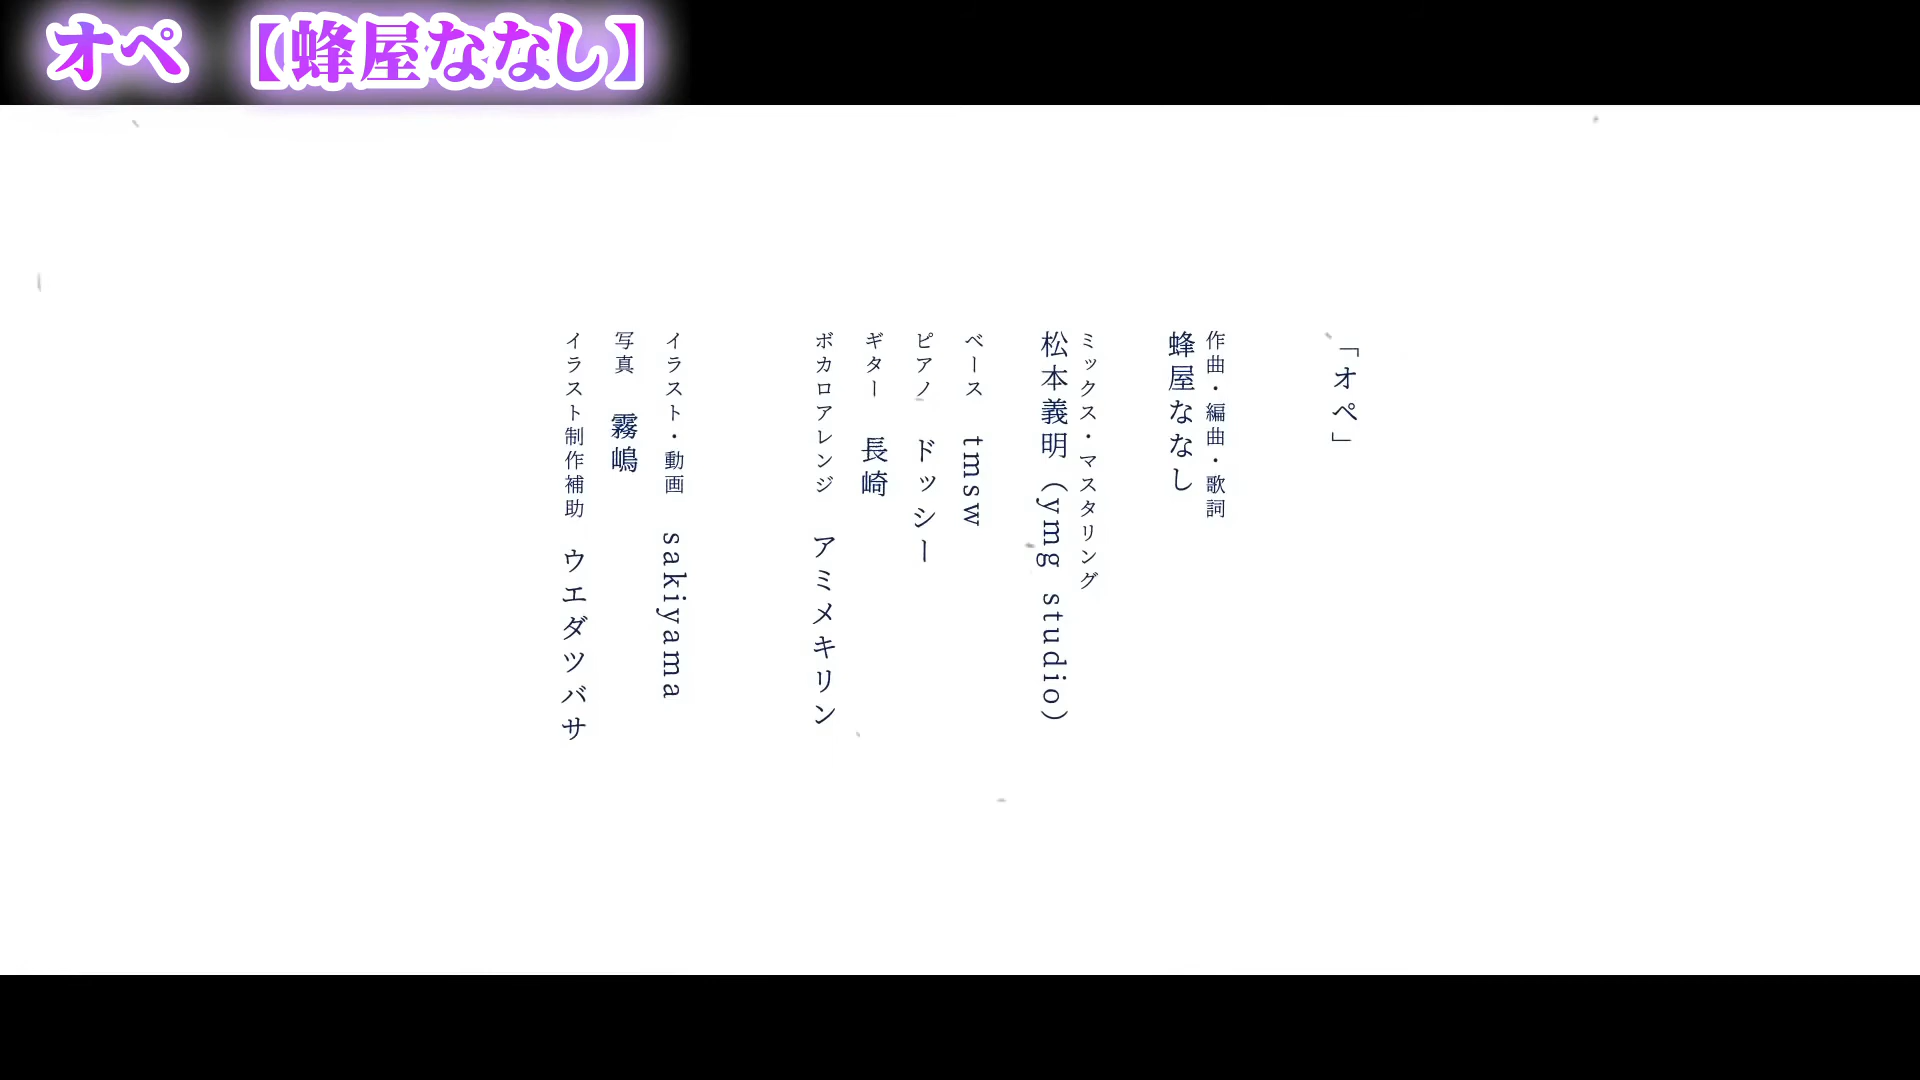 オペ 【蜂屋ななし】
「オペ」
作曲・編曲・歌詞
蜂屋ななし
ミックス・マスタリング
松本義明（ymg studio）
ベース tmsw
ピアノ ドッシー
ギター 長崎
ボカロアレンジ アミメキリン
イラスト・動画 sakiyama
写真 霧嶋
イラスト制作補助 ウエダツバサ